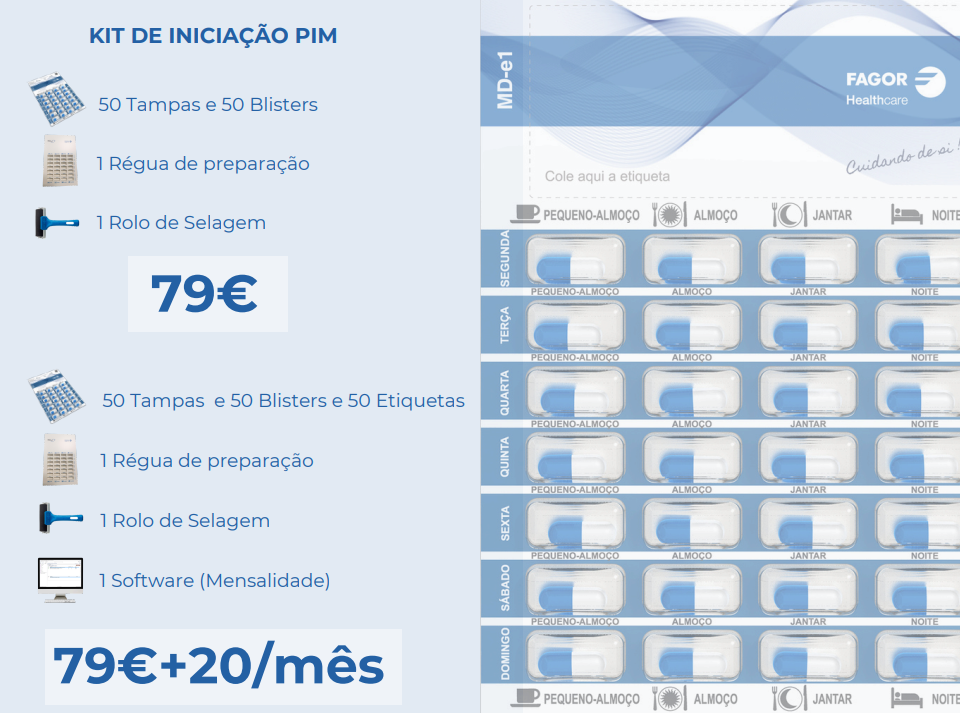 KIT DE INICIAÇÃO PIM
50 Tampas e 50 Blisters
1 Régua de preparação
1 Rolo de Selagem
79€
50 Tampas e 50 Blisters e 50 Etiquetas
1 Régua de preparação
1 Rolo de Selagem
1 Software (Mensalidade)
79€+20/mês
MD-e1
FAGOR
Healthcare
Cole aqui a etiqueta
Cuidando de si !
PEQUENO-ALMOÇO ALMOÇO JANTAR NOITE
SEGUNDA
PEQUENO-ALMOÇO ALMOÇO JANTAR NOITE
TERÇA
PEQUENO-ALMOÇO ALMOÇO JANTAR NOITE
QUARTA
PEQUENO-ALMOÇO ALMOÇO JANTAR NOITE
QUINTA
PEQUENO-ALMOÇO ALMOÇO JANTAR NOITE
SEXTA
PEQUENO-ALMOÇO ALMOÇO JANTAR NOITE
SÁBADO
PEQUENO-ALMOÇO ALMOÇO JANTAR NOITE
DOMINGO
PEQUENO-ALMOÇO ALMOÇO JANTAR NOITE